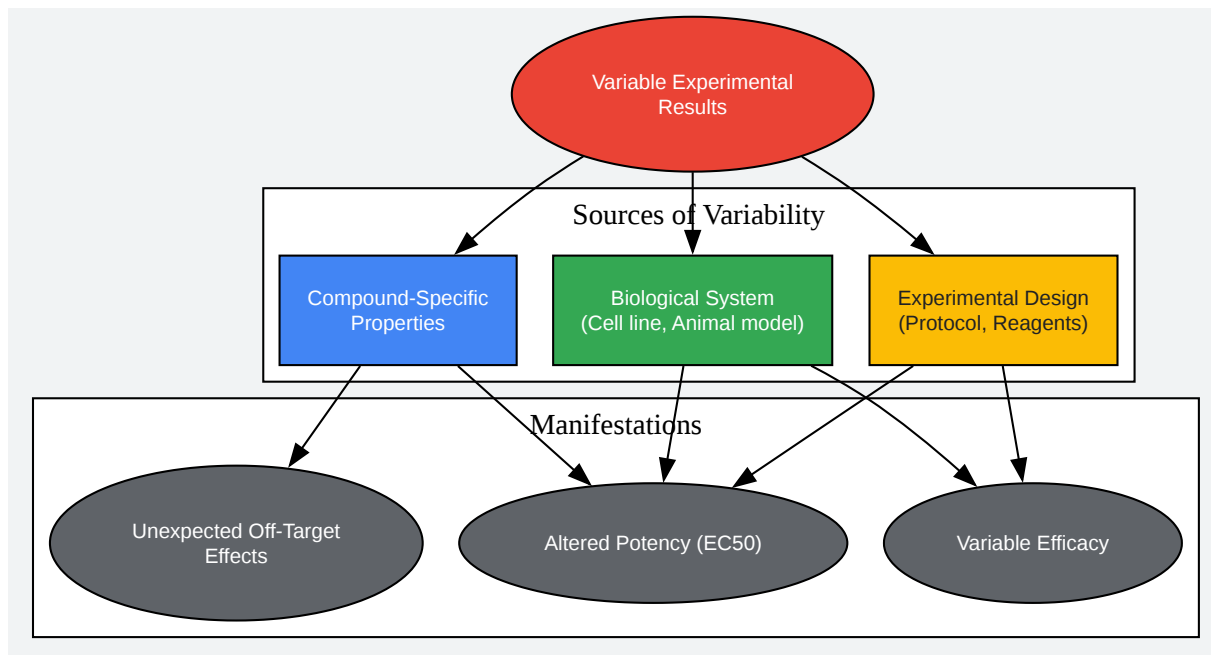 Variable Experimental
Results
Sources of Variability
Compound-Specific
Properties
Biological System
(Cell line, Animal model)
Experimental Design
(Protocol, Reagents)
Manifestations
Unexpected Off-Target
Effects
Altered Potency (EC50)
Variable Efficacy